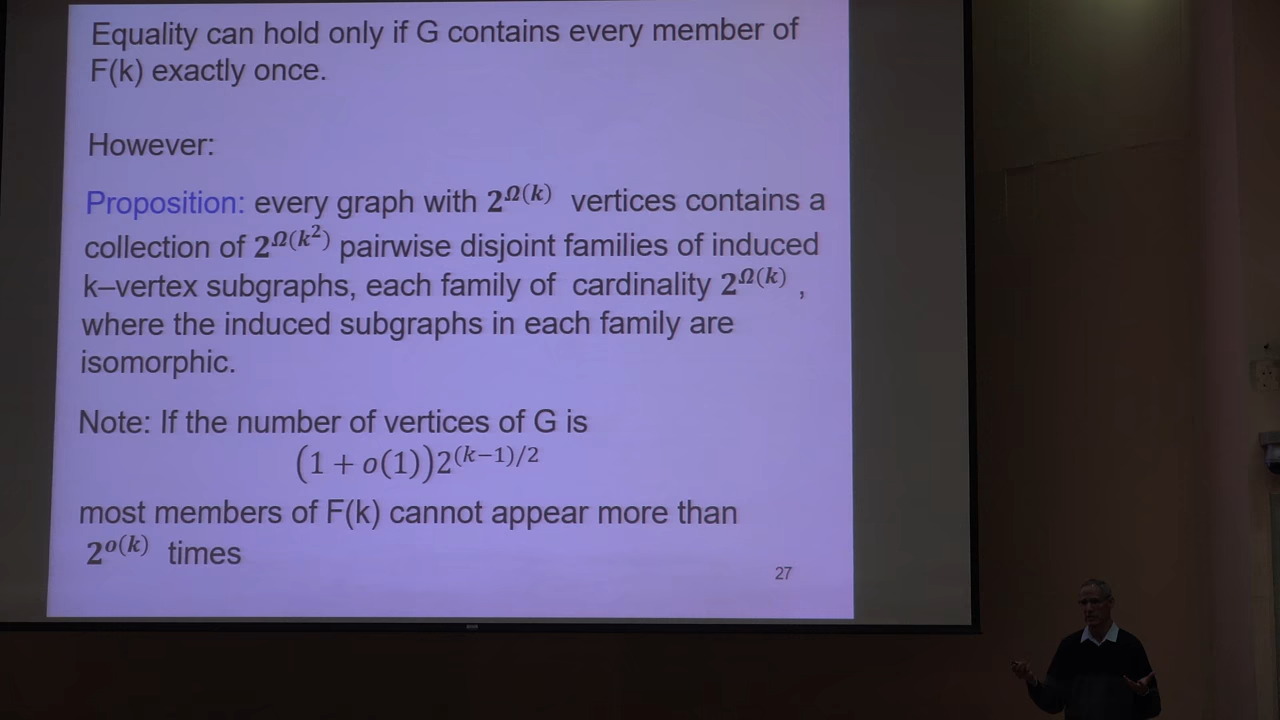 Equality can hold only if G contains every member of
F(k) exactly once.
However:
Proposition: every graph with 2^{Ω(k)} vertices contains a
collection of 2^{Ω(k^2)} pairwise disjoint families of induced
k–vertex subgraphs, each family of cardinality 2^{Ω(k)} ,
where the induced subgraphs in each family are
isomorphic.
Note: If the number of vertices of G is
(1 + o(1))2^{(k−1)/2}
most members of F(k) cannot appear more than
2^{o(k)} times
27